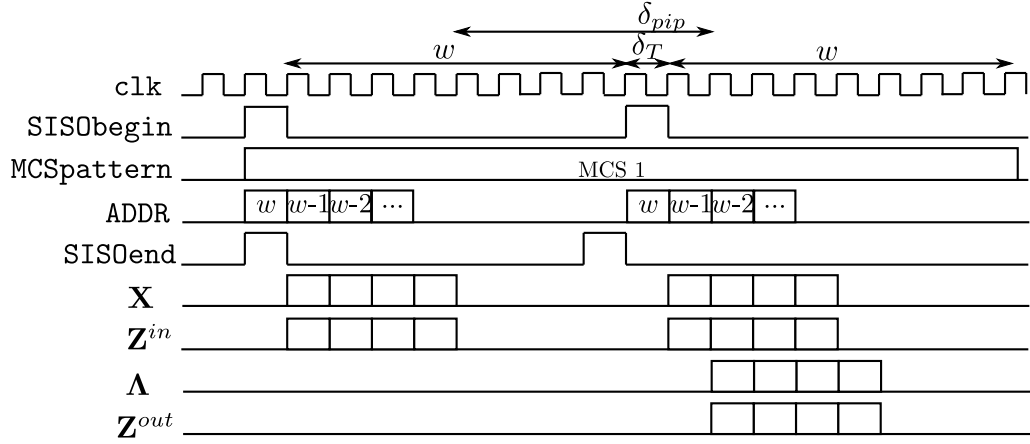 δ_pip
w δ_T w
clk
SISObegin
MCSpattern MCS 1
ADDR w w-1 w-2 ... w w-1 w-2 ...
SISOend
X
Z^in
Λ
Z^out